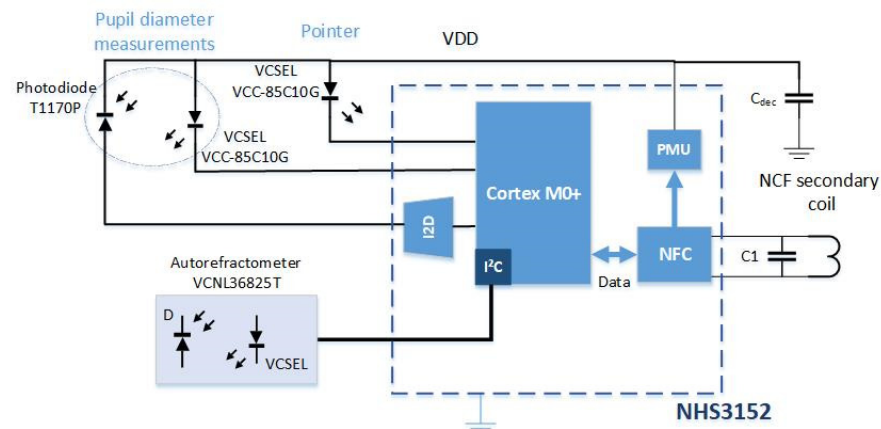 Pupil diameter
measurements
Pointer
VDD
Photodiode
T1170P
VCSEL
VCC-85C10G
VCSEL
VCC-85C10G
C_dec
PMU
NCF secondary
coil
Cortex M0+
I2D
I²C
NFC
Data
C1
Autorefractometer
VCNL36825T
D
VCSEL
NHS3152